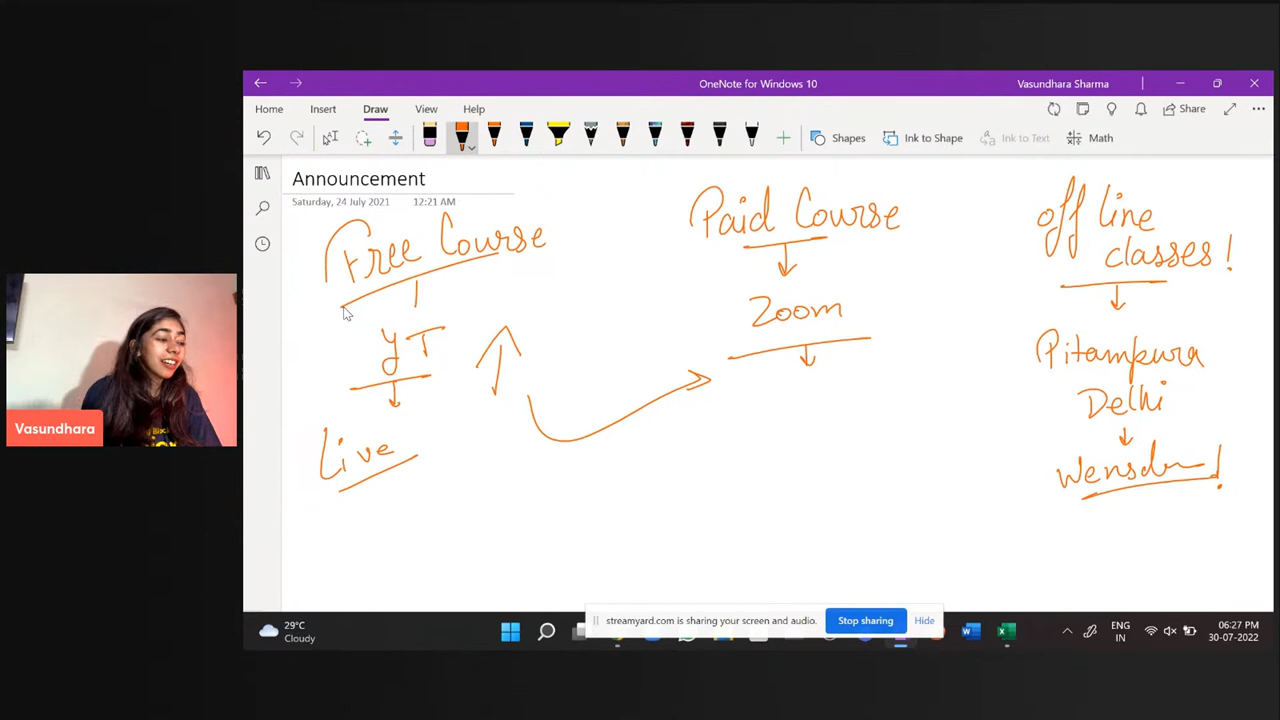 OneNote for Windows 10
Vasundhara Sharma
Home Insert Draw View Help
Share
Shapes Ink to Shape Ink to Text Math
Announcement
Saturday, 24 July 2021 12:21 AM
Free Course
YT
Live
Paid Course
Zoom
off line
classes!
Pitampura
Delhi
Wensda!
Vasundhara
29°C
Cloudy
streamyard.com is sharing your screen and audio. Stop sharing Hide
ENG
IN
06:27 PM
30-07-2022